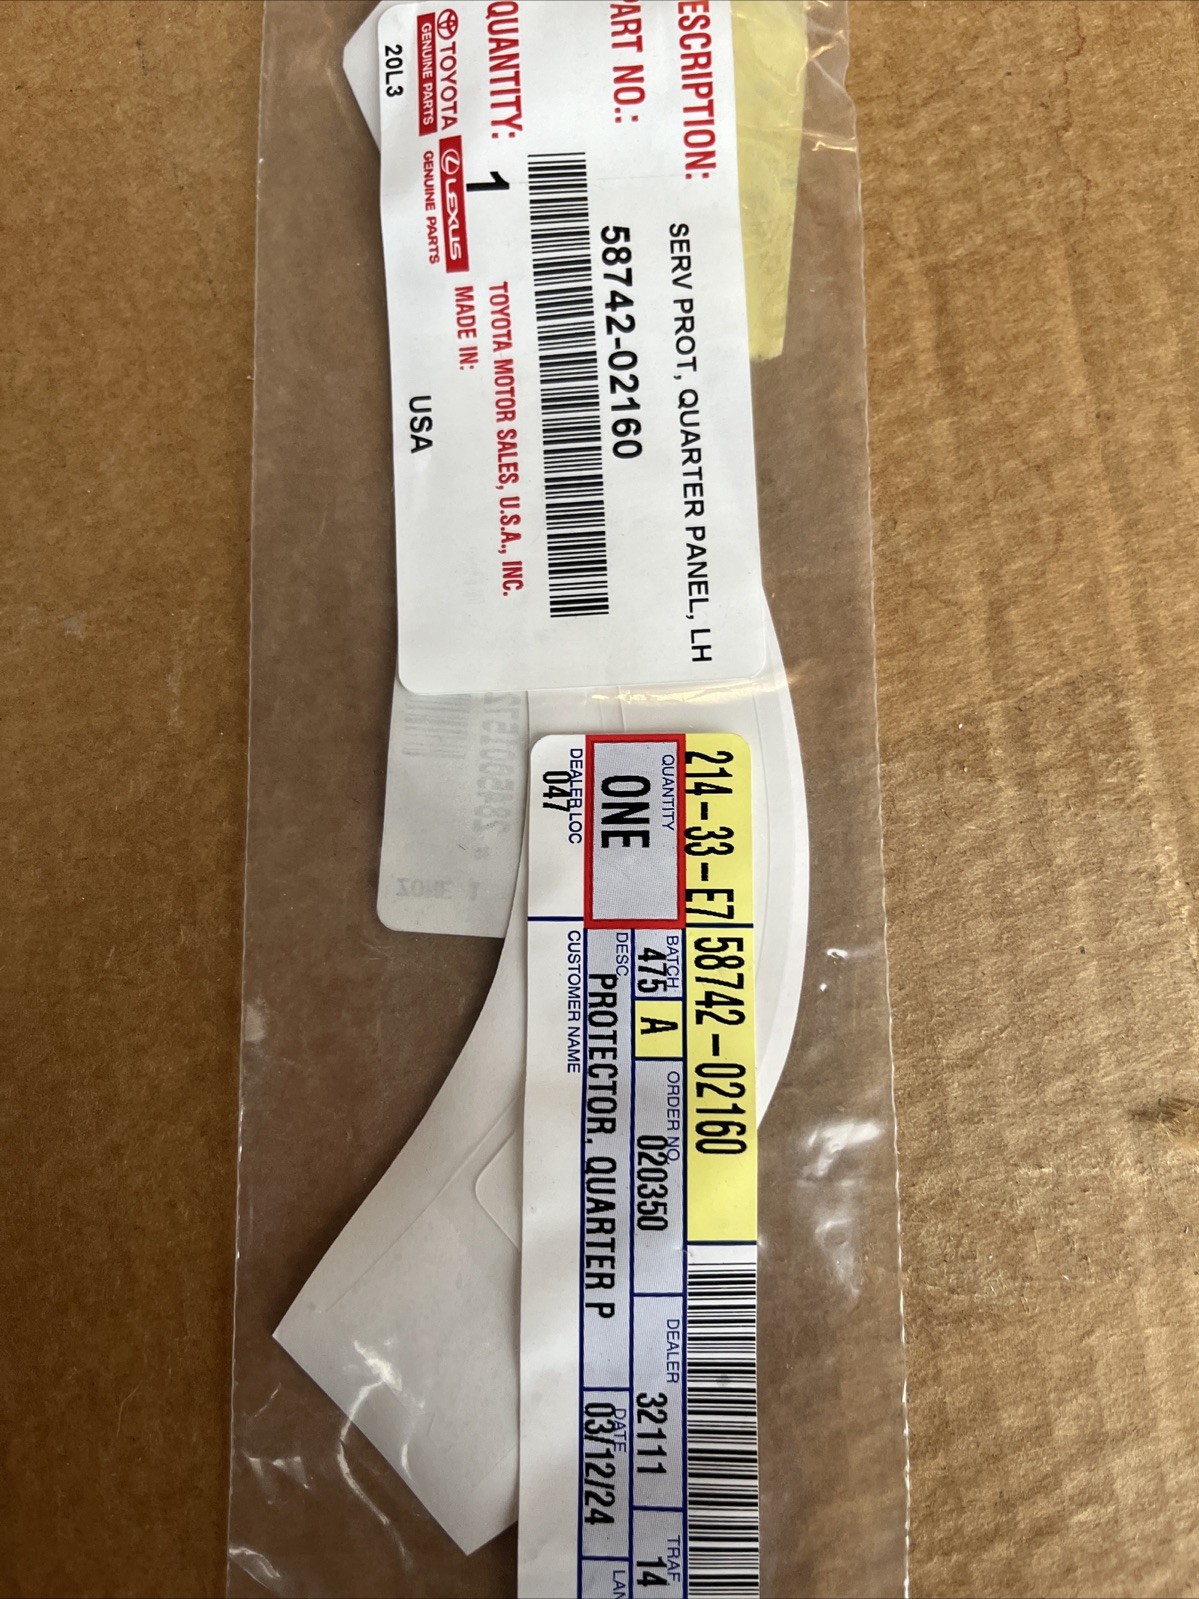 ESCRIPTION:
SERV PROT, QUARTER PANEL, LH
PART NO.:
58742-02160
QUANTITY: 1
TOYOTA MOTOR SALES, U.S.A., INC.
MADE IN:
USA
TOYOTA
GENUINE PARTS
LEXUS
GENUINE PARTS
20L3
214-33-E7 58742-02160
QUANTITY
ONE
BATCH
475 A
ORDER NO
020350
DEALER
32111
TRAF
14
DESC
PROTECTOR, QUARTER P
DATE
03/12/24
LAN
DEALER LOC
047
CUSTOMER NAME